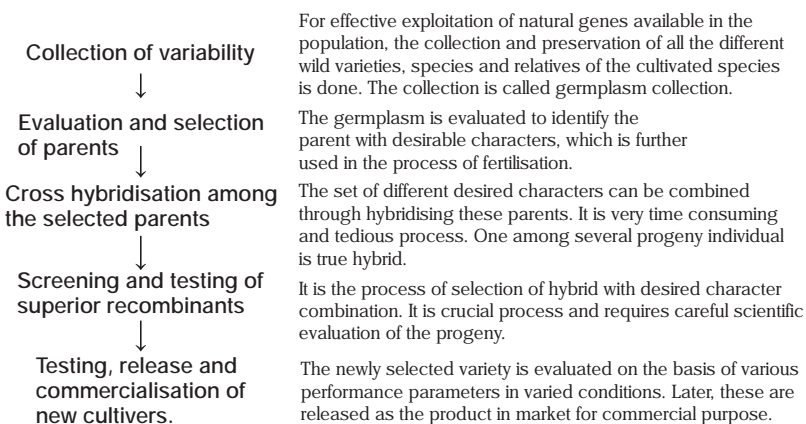 Collection of variability
For effective exploitation of natural genes available in the
population, the collection and preservation of all the different
wild varieties, species and relatives of the cultivated species
is done. The collection is called germplasm collection.
Evaluation and selection
of parents
The germplasm is evaluated to identify the
parent with desirable characters, which is further
used in the process of fertilisation.
Cross hybridisation among
the selected parents
The set of different desired characters can be combined
through hybridising these parents. It is very time consuming
and tedious process. One among several progeny individual
is true hybrid.
Screening and testing of
superior recombinants
It is the process of selection of hybrid with desired character
combination. It is crucial process and requires careful scientific
evaluation of the progeny.
Testing, release and
commercialisation of
new cultivers.
The newly selected variety is evaluated on the basis of various
performance parameters in varied conditions. Later, these are
released as the product in market for commercial purpose.